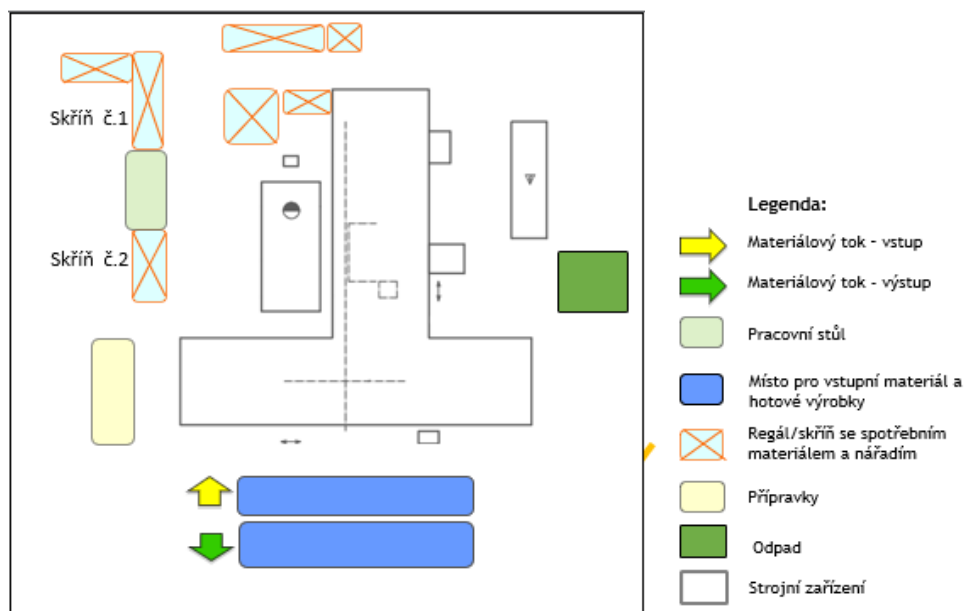 Skříň č.1
Skříň č.2
Legenda:
Materiálový tok - vstup
Materiálový tok - výstup
Pracovní stůl
Místo pro vstupní materiál a
hotové výrobky
Regál/skříň se spotřebním
materiálem a nářadím
Přípravky
Odpad
Strojní zařízení